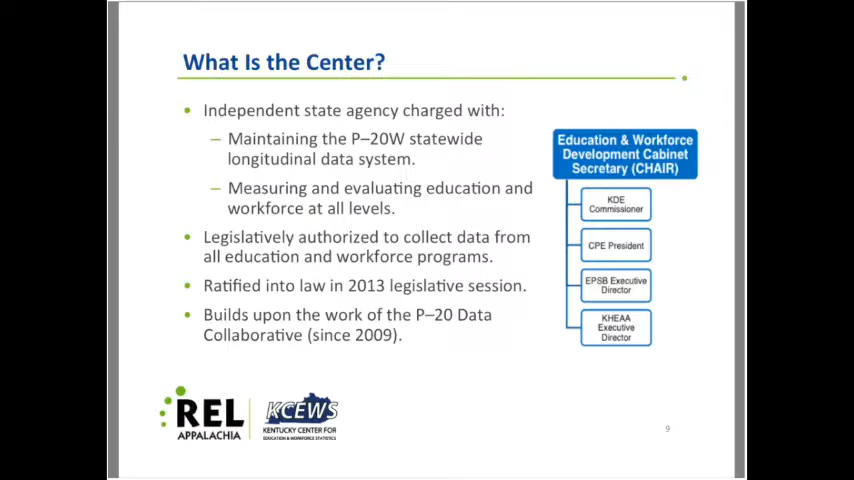 What Is the Center?
• Independent state agency charged with:
– Maintaining the P–20W statewide
longitudinal data system.
– Measuring and evaluating education and
workforce at all levels.
• Legislatively authorized to collect data from
all education and workforce programs.
• Ratified into law in 2013 legislative session.
• Builds upon the work of the P–20 Data
Collaborative (since 2009).
Education & Workforce
Development Cabinet
Secretary (CHAIR)
KDE
Commissioner
CPE President
EPSB Executive
Director
KHEAA
Executive
Director
REL
APPALACHIA
KCEWS
KENTUCKY CENTER FOR
EDUCATION & WORKFORCE STATISTICS
9